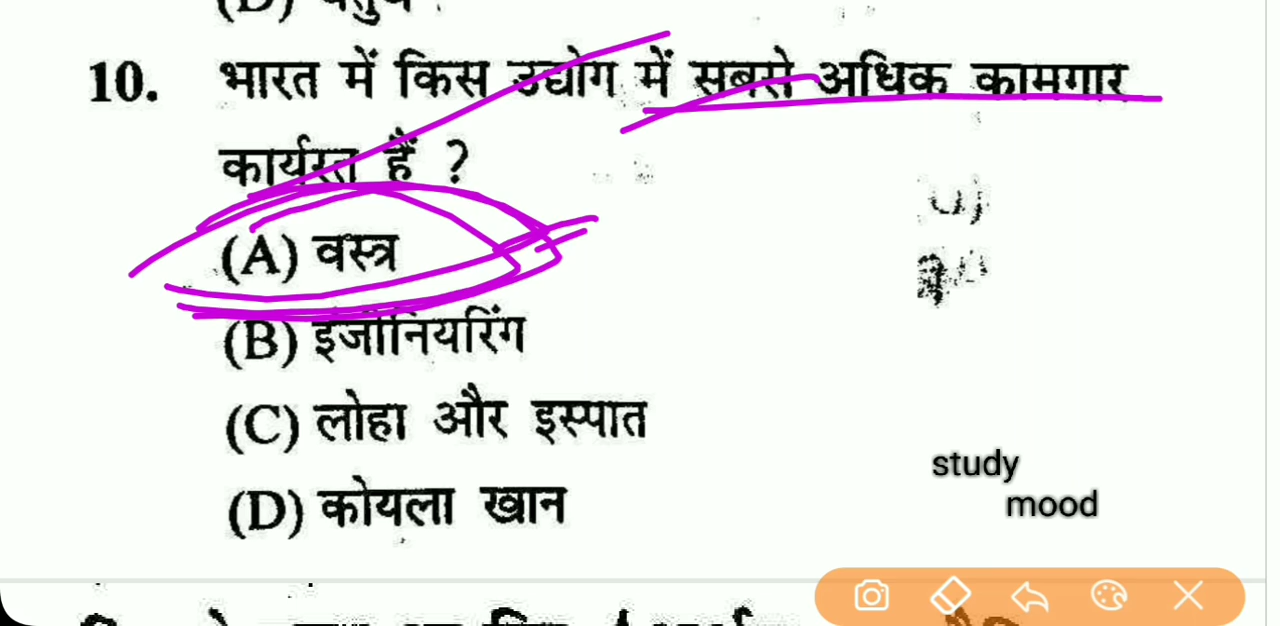 10. भारत में किस उद्योग में सबसे अधिक कामगार
कार्यरत हैं ?
(A) वस्त्र
(B) इंजीनियरिंग
(C) लोहा और इस्पात
(D) कोयला खान
study
mood